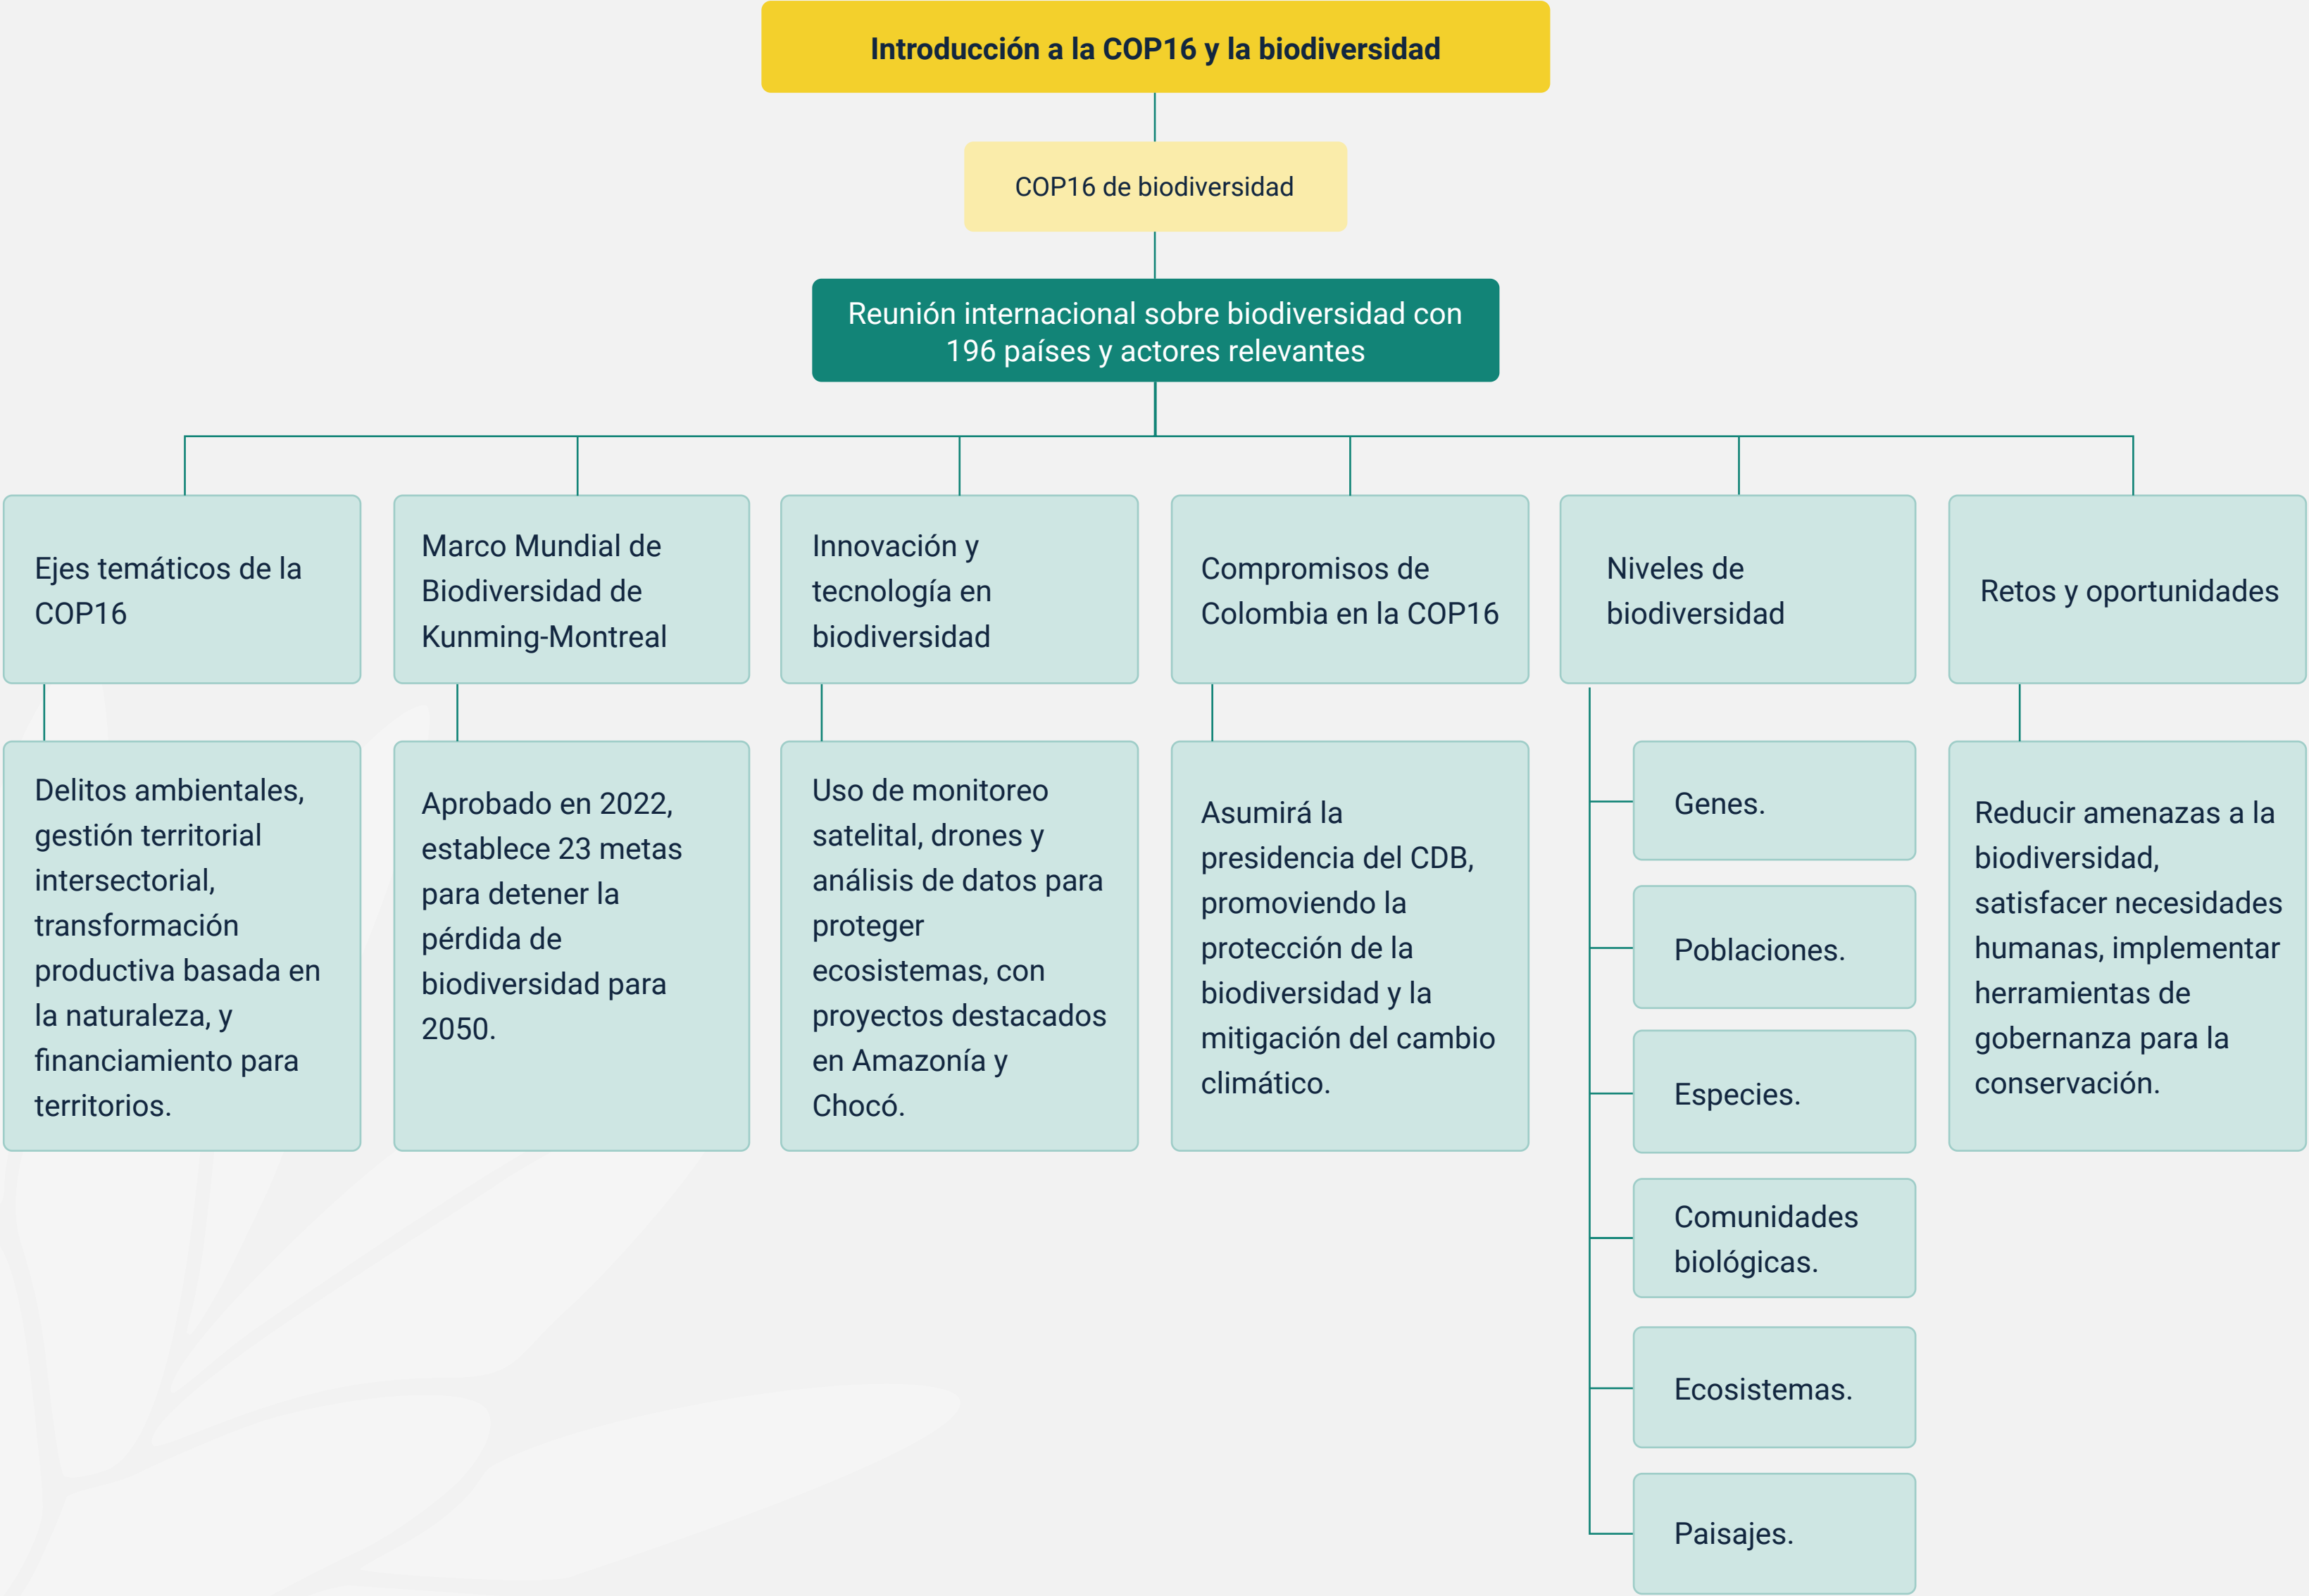 Introducción a la COP16 y la biodiversidad
COP16 de biodiversidad
Reunión internacional sobre biodiversidad con
196 países y actores relevantes
Ejes temáticos de la
COP16
Delitos ambientales,
gestión territorial
intersectorial,
transformación
productiva basada en
la naturaleza, y
financiamiento para
territorios.
Marco Mundial de
Biodiversidad de
Kunming-Montreal
Aprobado en 2022,
establece 23 metas
para detener la
pérdida de
biodiversidad para
2050.
Innovación y
tecnología en
biodiversidad
Uso de monitoreo
satelital, drones y
análisis de datos para
proteger
ecosistemas, con
proyectos destacados
en Amazonía y
Chocó.
Compromisos de
Colombia en la COP16
Asumirá la
presidencia del CDB,
promoviendo la
protección de la
biodiversidad y la
mitigación del cambio
climático.
Niveles de
biodiversidad
Genes.
Poblaciones.
Especies.
Comunidades
biológicas.
Ecosistemas.
Paisajes.
Retos y oportunidades
Reducir amenazas a la
biodiversidad,
satisfacer necesidades
humanas, implementar
herramientas de
gobernanza para la
conservación.